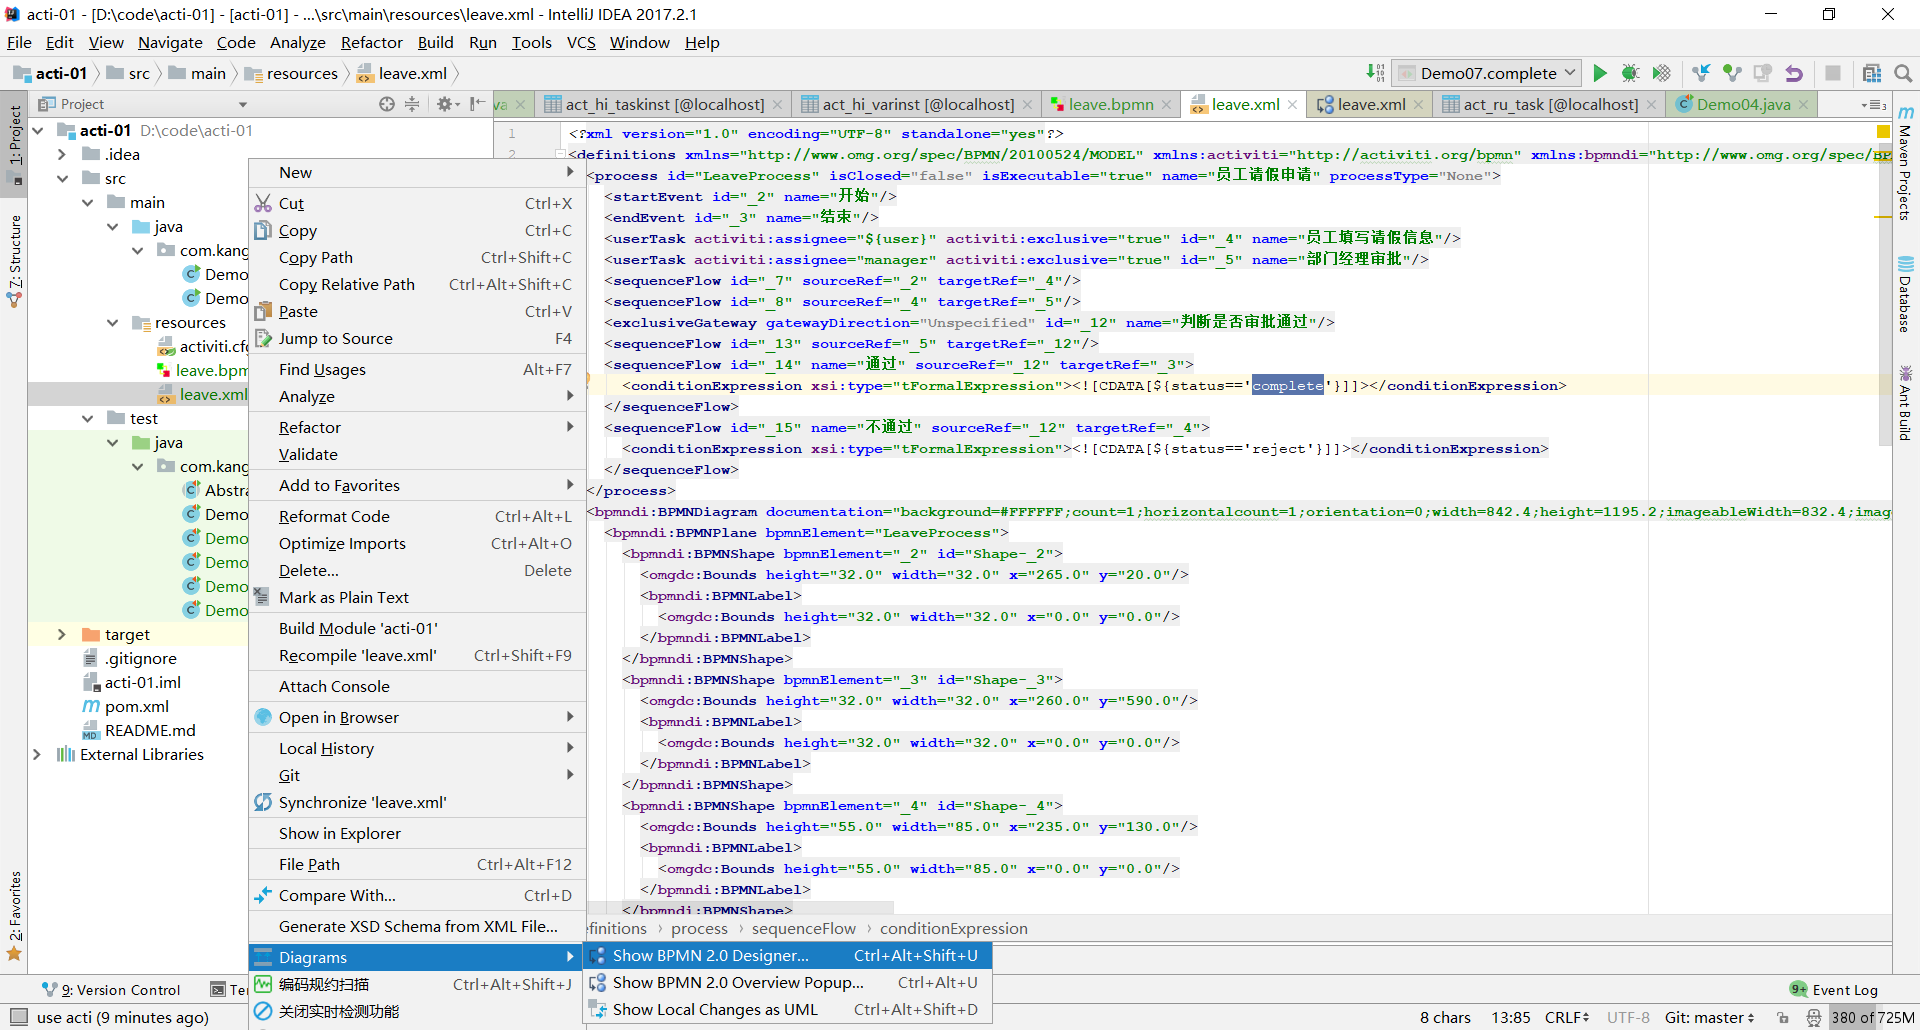 acti-01 - [D:\code\acti-01] - [acti-01] - ...\src\main\resources\leave.xml - IntelliJ IDEA 2017.2.1
File Edit View Navigate Code Analyze Refactor Build Run Tools VCS Window Help
acti-01 src main resources leave.xml
Demo07.complete
Project
va act_hi_taskinst [@localhost] act_hi_varinst [@localhost] leave.bpmn leave.xml leave.xml act_ru_task [@localhost] Demo04.java
1: Project
7: Structure
2: Favorites
acti-01 D:\code\acti-01
.idea
src
main
java
com.kang
Demo
Demo
resources
activiti.cfg
leave.bpm
leave.xml
test
java
com.kang
Abstra
Demo
Demo
Demo
Demo
Demo
target
.gitignore
acti-01.iml
pom.xml
README.md
External Libraries
New
Cut Ctrl+X
Copy Ctrl+C
Copy Path Ctrl+Shift+C
Copy Relative Path Ctrl+Alt+Shift+C
Paste Ctrl+V
Jump to Source F4
Find Usages Alt+F7
Analyze
Refactor
Validate
Add to Favorites
Reformat Code Ctrl+Alt+L
Optimize Imports Ctrl+Alt+O
Delete... Delete
Mark as Plain Text
Build Module 'acti-01'
Recompile 'leave.xml' Ctrl+Shift+F9
Attach Console
Open in Browser
Local History
Git
Synchronize 'leave.xml'
Show in Explorer
File Path Ctrl+Alt+F12
Compare With... Ctrl+D
Generate XSD Schema from XML File...
Diagrams
编码规约扫描 Ctrl+Alt+Shift+J
关闭实时检测功能
Show BPMN 2.0 Designer... Ctrl+Alt+Shift+U
Show BPMN 2.0 Overview Popup... Ctrl+Alt+U
Show Local Changes as UML Ctrl+Alt+Shift+D
1 <?xml version="1.0" encoding="UTF-8" standalone="yes"?>
2 <definitions xmlns="http://www.omg.org/spec/BPMN/20100524/MODEL" xmlns:activiti="http://activiti.org/bpmn" xmlns:bpmndi="http://www.omg.org/spec/BP
<process id="LeaveProcess" isClosed="false" isExecutable="true" name="员工请假申请" processType="None">
<startEvent id="_2" name="开始"/>
<endEvent id="_3" name="结束"/>
<userTask activiti:assignee="${user}" activiti:exclusive="true" id="_4" name="员工填写请假信息"/>
<userTask activiti:assignee="manager" activiti:exclusive="true" id="_5" name="部门经理审批"/>
<sequenceFlow id="_7" sourceRef="_2" targetRef="_4"/>
<sequenceFlow id="_8" sourceRef="_4" targetRef="_5"/>
<exclusiveGateway gatewayDirection="Unspecified" id="_12" name="判断是否审批通过"/>
<sequenceFlow id="_13" sourceRef="_5" targetRef="_12"/>
<sequenceFlow id="_14" name="通过" sourceRef="_12" targetRef="_3">
<conditionExpression xsi:type="tFormalExpression"><![CDATA[${status=='complete'}]]></conditionExpression>
</sequenceFlow>
<sequenceFlow id="_15" name="不通过" sourceRef="_12" targetRef="_4">
<conditionExpression xsi:type="tFormalExpression"><![CDATA[${status=='reject'}]]></conditionExpression>
</sequenceFlow>
</process>
<bpmndi:BPMNDiagram documentation="background=#FFFFFF;count=1;horizontalcount=1;orientation=0;width=842.4;height=1195.2;imageableWidth=832.4;imag
<bpmndi:BPMNPlane bpmnElement="LeaveProcess">
<bpmndi:BPMNShape bpmnElement="_2" id="Shape-_2">
<omgdc:Bounds height="32.0" width="32.0" x="265.0" y="20.0"/>
<bpmndi:BPMNLabel>
<omgdc:Bounds height="32.0" width="32.0" x="0.0" y="0.0"/>
</bpmndi:BPMNLabel>
</bpmndi:BPMNShape>
<bpmndi:BPMNShape bpmnElement="_3" id="Shape-_3">
<omgdc:Bounds height="32.0" width="32.0" x="260.0" y="590.0"/>
<bpmndi:BPMNLabel>
<omgdc:Bounds height="32.0" width="32.0" x="0.0" y="0.0"/>
</bpmndi:BPMNLabel>
</bpmndi:BPMNShape>
<bpmndi:BPMNShape bpmnElement="_4" id="Shape-_4">
<omgdc:Bounds height="55.0" width="85.0" x="235.0" y="130.0"/>
<bpmndi:BPMNLabel>
<omgdc:Bounds height="55.0" width="85.0" x="0.0" y="0.0"/>
</bpmndi:BPMNLabel>
</bpmndi:BPMNShape>
efinitions process sequenceFlow conditionExpression
Maven Projects
Database
Ant Build
9: Version Control Te
9+ Event Log
use acti (9 minutes ago)
8 chars 13:85 CRLF UTF-8 Git: master 380 of 725M